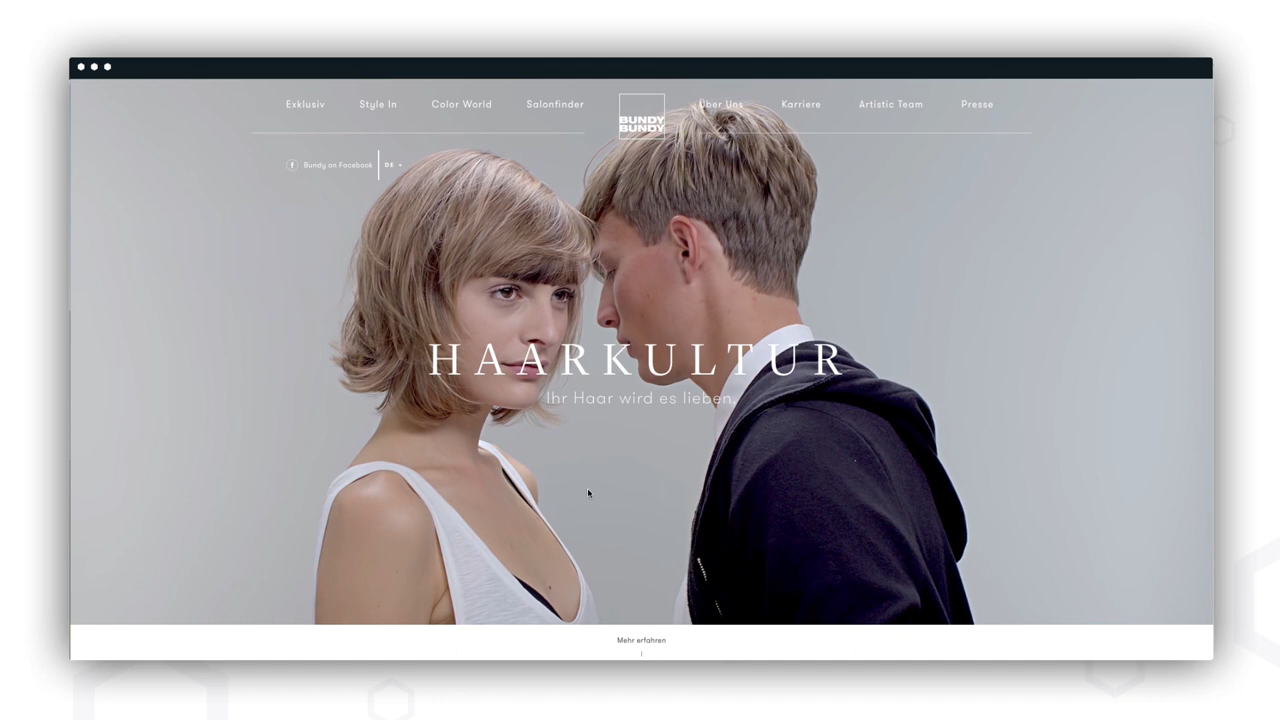 Exklusiv Style In Color World Salonfinder BUNDY Über Uns Karriere Artistic Team Presse
BUNDY
f Bundy on Facebook DE
HAARKULTUR
Ihr Haar wird es lieben.
Mehr erfahren